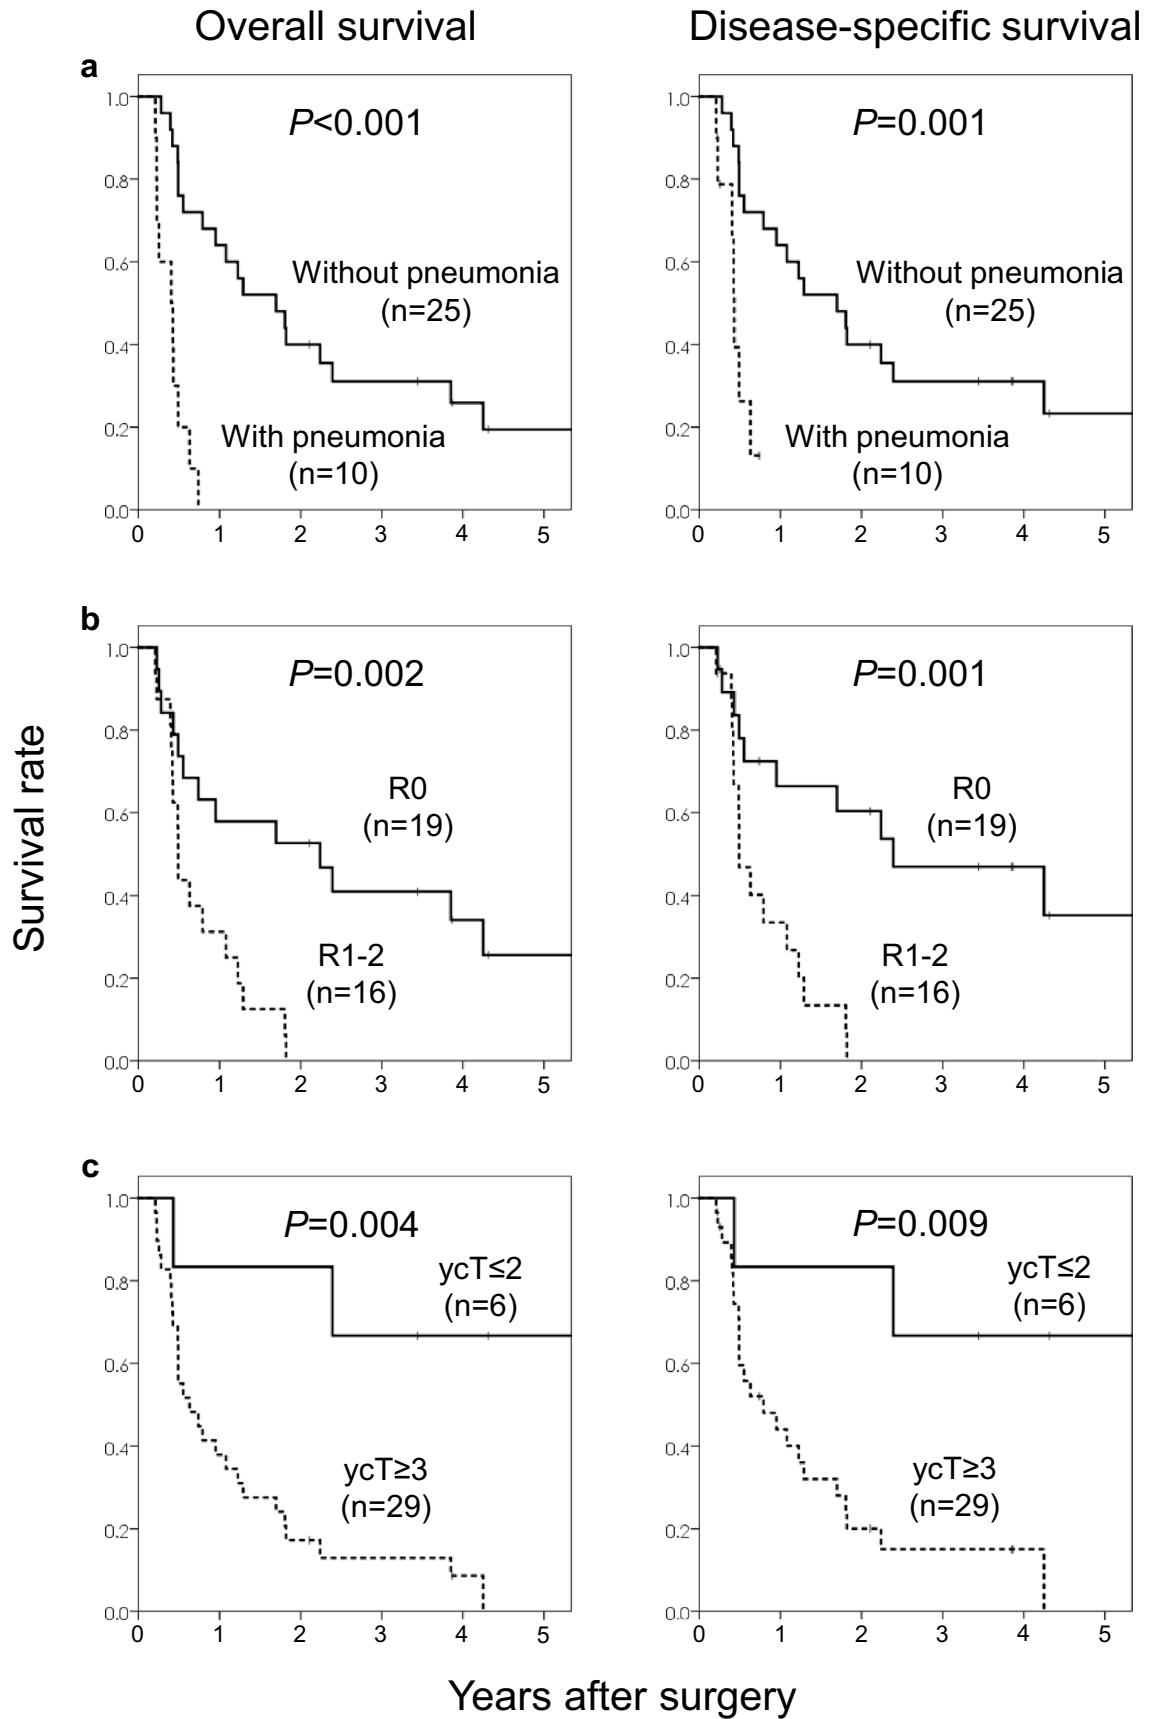 Overall survival
Disease-specific survival
a
1.0
0.8
0.6
0.4
0.2
0.0
P<0.001
Without pneumonia
(n=25)
With pneumonia
(n=10)
0 1 2 3 4 5
1.0
0.8
0.6
0.4
0.2
0.0
P=0.001
Without pneumonia
(n=25)
With pneumonia
(n=10)
0 1 2 3 4 5
b
1.0
0.8
0.6
0.4
0.2
0.0
P=0.002
R0
(n=19)
R1-2
(n=16)
0 1 2 3 4 5
1.0
0.8
0.6
0.4
0.2
0.0
P=0.001
R0
(n=19)
R1-2
(n=16)
0 1 2 3 4 5
c
1.0
0.8
0.6
0.4
0.2
0.0
P=0.004
ycT≤2
(n=6)
ycT≥3
(n=29)
0 1 2 3 4 5
1.0
0.8
0.6
0.4
0.2
0.0
P=0.009
ycT≤2
(n=6)
ycT≥3
(n=29)
0 1 2 3 4 5
Survival rate
Years after surgery